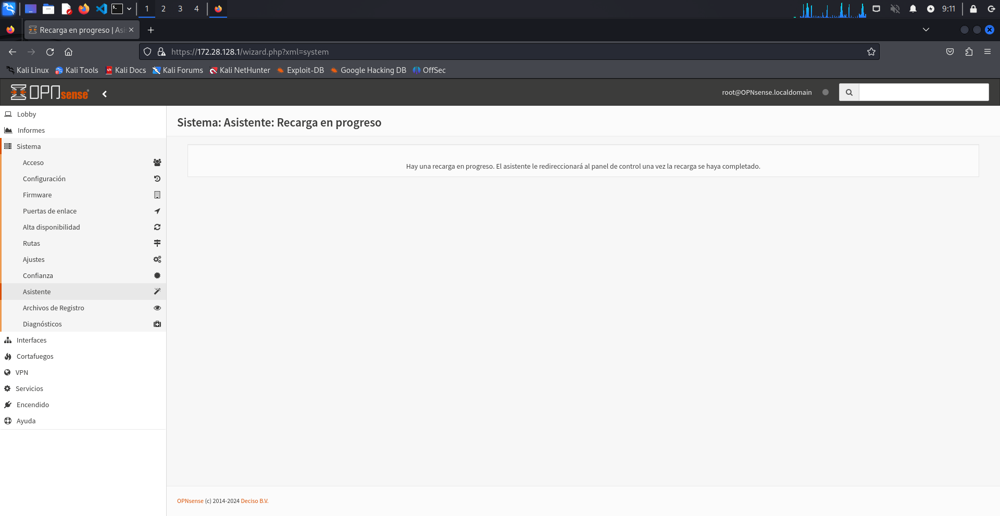 1 2 3 4
9:11
Recarga en progreso | Asi
https://172.28.128.1/wizard.php?xml=system
Kali Linux Kali Tools Kali Docs Kali Forums Kali NetHunter Exploit-DB Google Hacking DB OffSec
OPNsense
root@OPNsense.localdomain
Lobby
Informes
Sistema
Acceso
Configuración
Firmware
Puertas de enlace
Alta disponibilidad
Rutas
Ajustes
Confianza
Asistente
Archivos de Registro
Diagnósticos
Interfaces
Cortafuegos
VPN
Servicios
Encendido
Ayuda
Sistema: Asistente: Recarga en progreso
Hay una recarga en progreso. El asistente le redireccionará al panel de control una vez la recarga se haya completado.
OPNsense (c) 2014-2024 Deciso B.V.